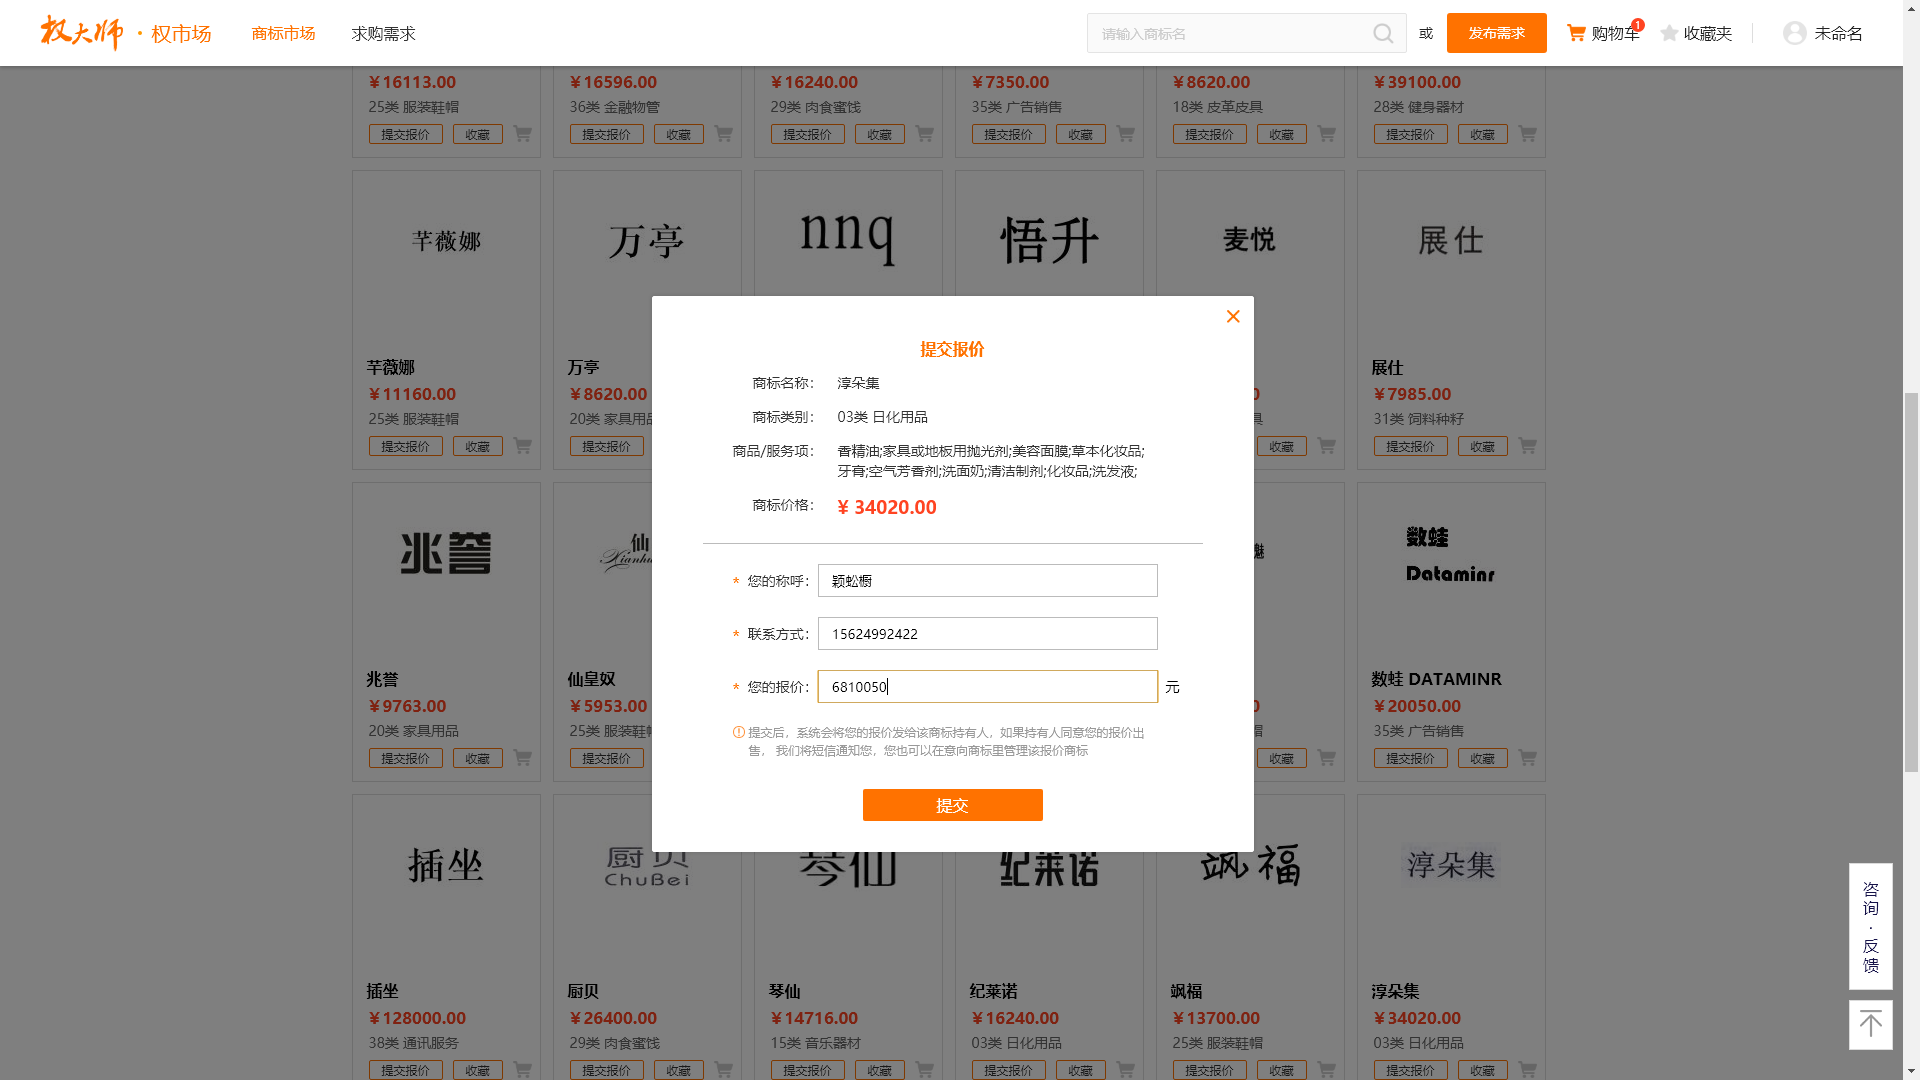 权大师 · 权市场 商标市场 求购需求 请输入商标名 或 发布需求 购物车 1 收藏夹 未命名
￥16113.00 ￥16596.00 ￥16240.00 ￥7350.00 ￥8620.00 ￥39100.00
25类 服装鞋帽 36类 金融物管 29类 肉食蜜饯 35类 广告销售 18类 皮革皮具 28类 健身器材
提交报价 收藏 提交报价 收藏 提交报价 收藏 提交报价 收藏 提交报价 收藏 提交报价 收藏
芊薇娜 万亭 nnq 悟升 麦悦 展仕
芊薇娜 万亭 展仕
￥11160.00 ￥8620.00 ￥7985.00
25类 服装鞋帽 20类 家具用品 31类 饲料种籽
提交报价 收藏 提交报价 收藏 提交报价 收藏
提交报价
商标名称： 淳朵集
商标类别： 03类 日化用品
商品/服务项： 香精油;家具或地板用抛光剂;美容面膜;草本化妆品;
牙膏;空气芳香剂;洗面奶;清洁制剂;化妆品;洗发液;
商标价格： ￥ 34020.00
* 您的称呼： 颖蚣橱
* 联系方式： 15624992422
* 您的报价： 6810050 元
提交后，系统会将您的报价发给该商标持有人，如果持有人同意您的报价出
售， 我们将短信通知您，您也可以在意向商标里管理该报价商标
提交
兆誉 仙 数蛙
Dataminr
兆誉 仙皇奴 数蛙 DATAMINR
￥9763.00 ￥5953.00 ￥20050.00
20类 家具用品 25类 服装鞋帽 35类 广告销售
提交报价 收藏 提交报价 收藏 提交报价 收藏
插坐 厨贝 琴仙 纪莱诺 飒福 淳朵集
ChuBei
插坐 厨贝 琴仙 纪莱诺 飒福 淳朵集
￥128000.00 ￥26400.00 ￥14716.00 ￥16240.00 ￥13700.00 ￥34020.00
38类 通讯服务 29类 肉食蜜饯 15类 音乐器材 03类 日化用品 25类 服装鞋帽 03类 日化用品
提交报价 收藏 提交报价 收藏 提交报价 收藏 提交报价 收藏 提交报价 收藏 提交报价 收藏
咨
询
·
反
馈